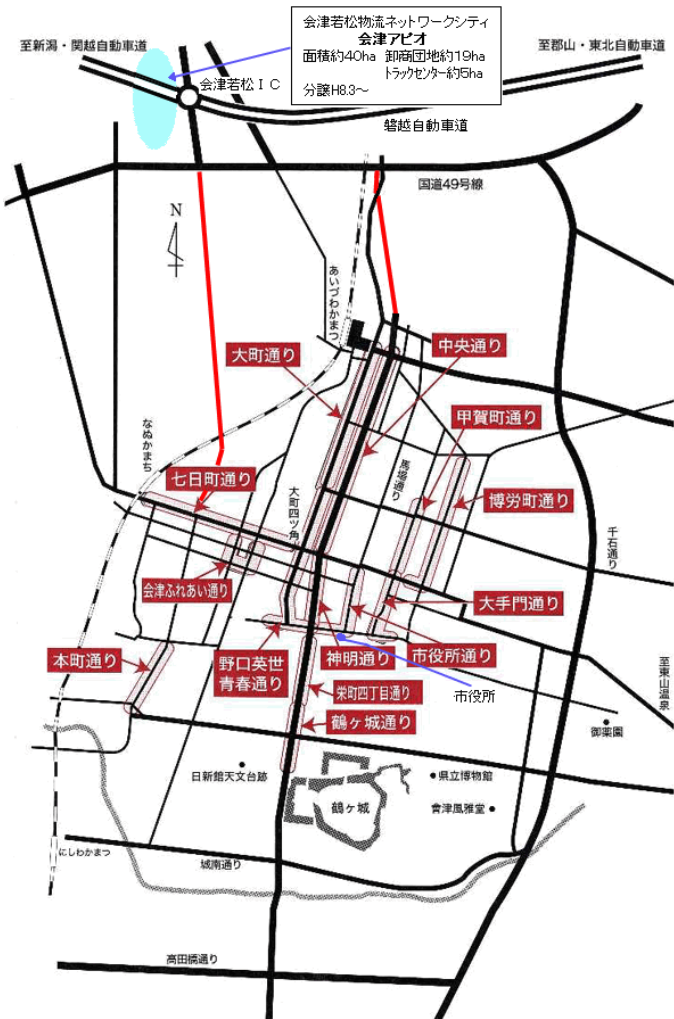 会津若松物流ネットワークシティ
会津アピオ
面積約40ha 卸商団地約19ha
トラックセンター約5ha
分譲H8.3～
至新潟・関越自動車道
至郡山・東北自動車道
会津若松IC
磐越自動車道
国道49号線
N
あいづわかまつ
大町通り
中央通り
甲賀町通り
なぬかまち
七日町通り
馬場通り
博労町通り
大町四ツ角
千石通り
会津ふれあい通り
大手門通り
本町通り
野口英世
青春通り
神明通り
市役所通り
至東山温泉
栄町四丁目通り
市役所
鶴ヶ城通り
御薬園
日新館天文台跡
県立博物館
鶴ヶ城
會津風雅堂
にしわかまつ
城南通り
高田橋通り